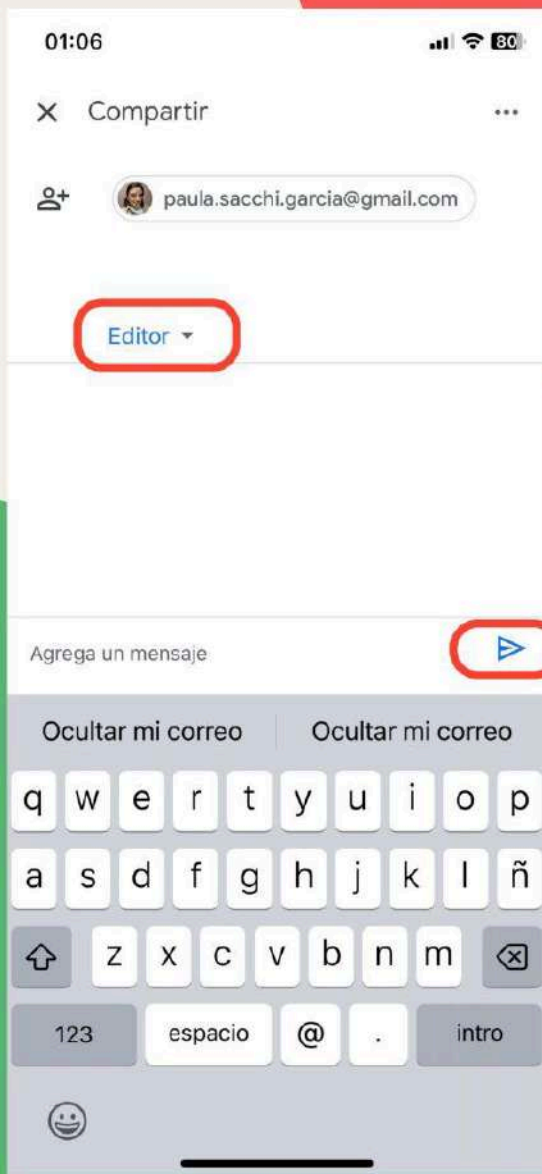 01:06
80
Compartir
paula.sacchi.garcia@gmail.com
Editor
Agrega un mensaje
Ocultar mi correo Ocultar mi correo
q w e r t y u i o p
a s d f g h j k l ñ
z x c v b n m
123 espacio @ . intro